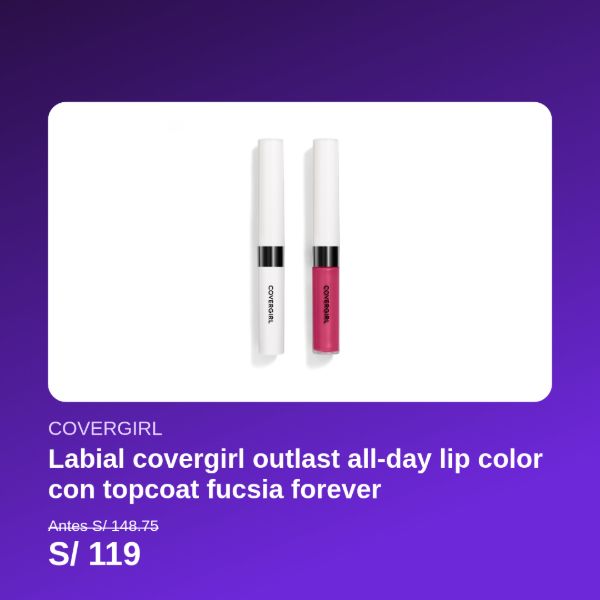 COVERGIRL
COVERGIRL
COVERGIRL
Labial covergirl outlast all-day lip color
con topcoat fucsia forever
Antes S/ 148.75
S/ 119